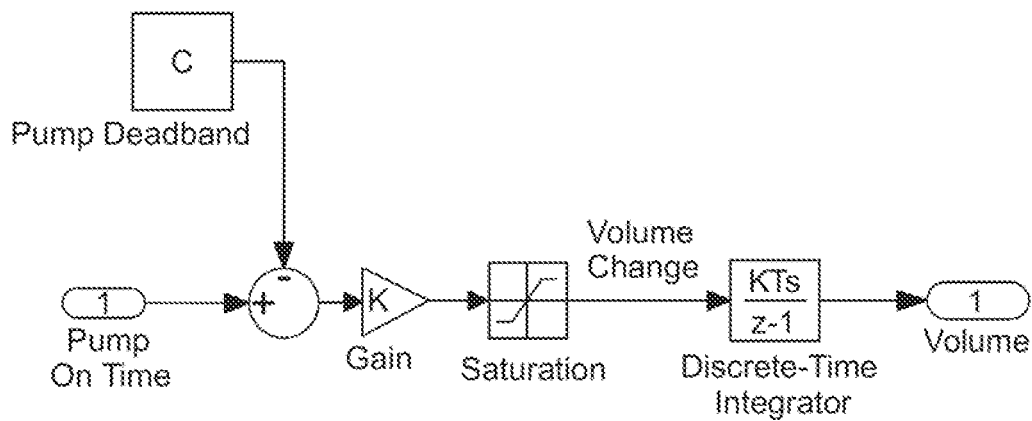 C
Pump Deadband
-
+
1
Pump
On Time
K
Gain
Saturation
Volume
Change
KTs
z-1
Discrete-Time
Integrator
1
Volume